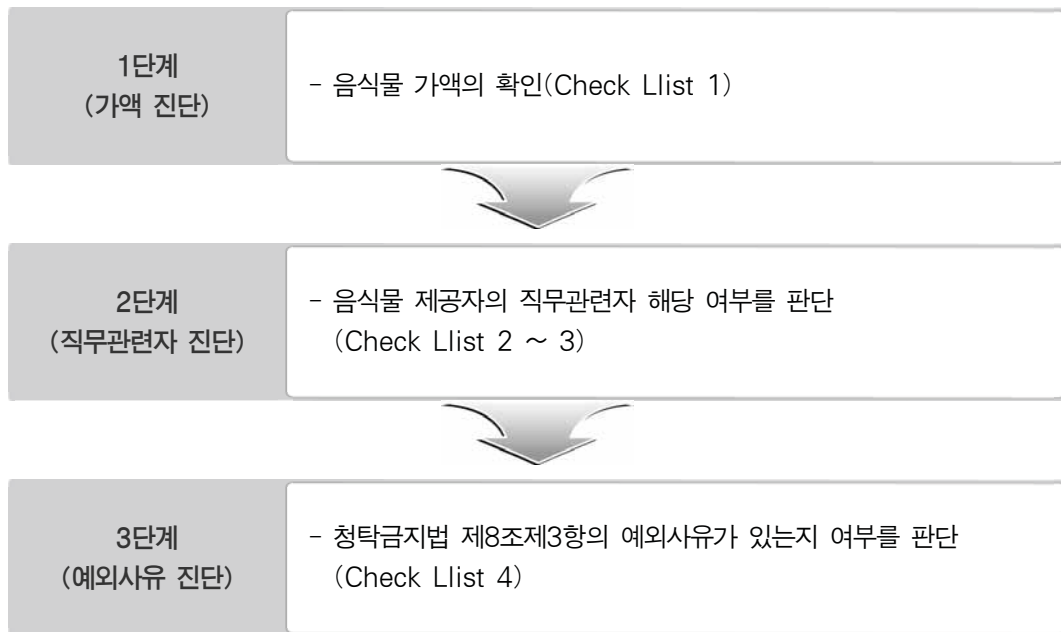 1단계
(가액 진단)
- 음식물 가액의 확인(Check Llist 1)
2단계
(직무관련자 진단)
- 음식물 제공자의 직무관련자 해당 여부를 판단
(Check Llist 2 ~ 3)
3단계
(예외사유 진단)
- 청탁금지법 제8조제3항의 예외사유가 있는지 여부를 판단
(Check Llist 4)